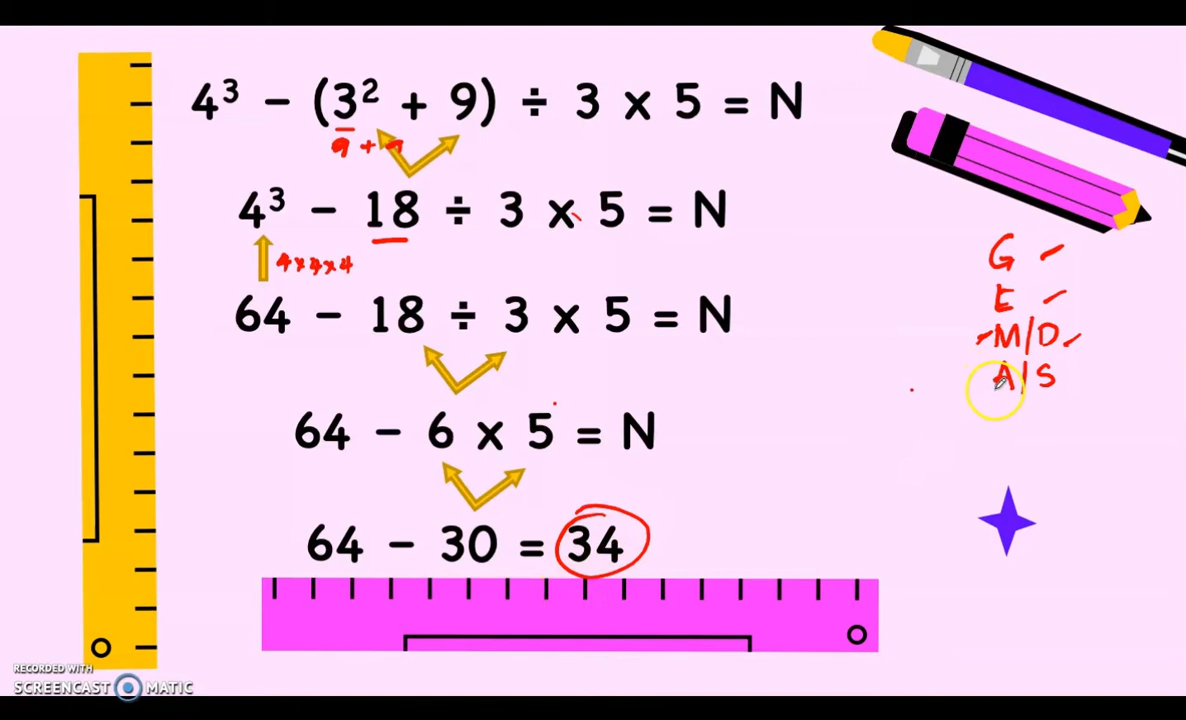 4³ − (3² + 9) ÷ 3 x 5 = N
9 + 9
4³ − 18 ÷ 3 x 5 = N
4x4x4
64 − 18 ÷ 3 x 5 = N
64 − 6 x 5 = N
64 − 30 = 34
G
E
M/D
A/S
RECORDED WITH
SCREENCAST MATIC